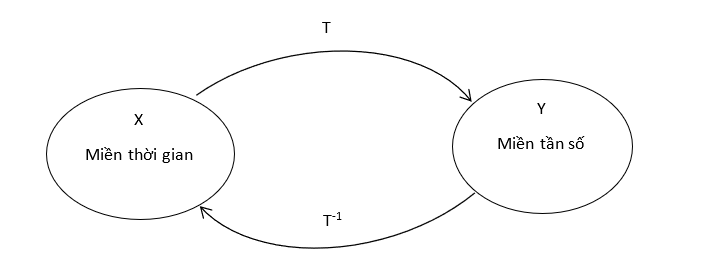 T
X
Miền thời gian
Y
Miền tần số
T⁻¹